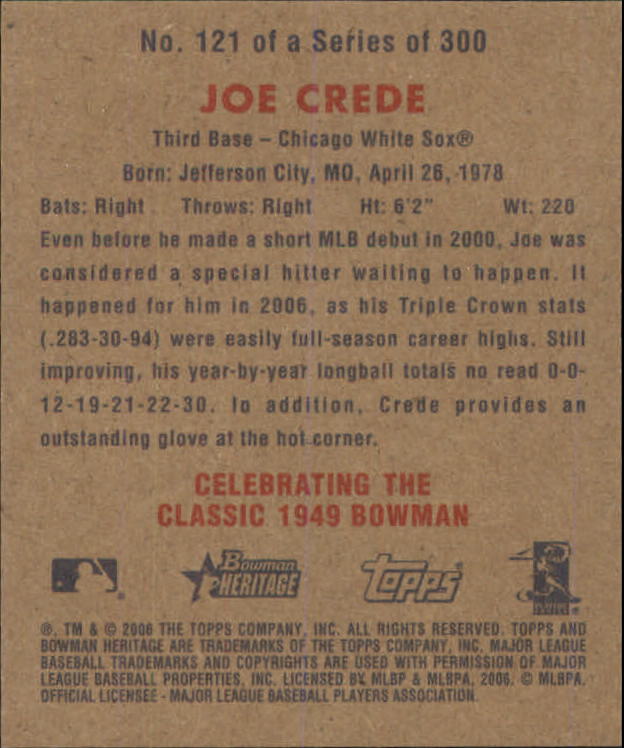 No. 121 of a Series of 300
JOE CREDE
Third Base – Chicago White Sox®
Born: Jefferson City, MO, April 26, 1978
Bats: Right Throws: Right Ht: 6'2" Wt: 220
Even before he made a short MLB debut in 2000, Joe was
considered a special hitter waiting to happen. It
happened for him in 2006, as his Triple Crown stats
(.283-30-94) were easily full-season career highs. Still
improving, his year-by-year longball totals no read 0-0-
12-19-21-22-30. In addition, Crede provides an
outstanding glove at the hot corner.
CELEBRATING THE
CLASSIC 1949 BOWMAN
Bowman
HERITAGE
Topps
®, TM & © 2006 THE TOPPS COMPANY, INC. ALL RIGHTS RESERVED. TOPPS AND
BOWMAN HERITAGE ARE TRADEMARKS OF THE TOPPS COMPANY, INC. MAJOR LEAGUE
BASEBALL TRADEMARKS AND COPYRIGHTS ARE USED WITH PERMISSION OF MAJOR
LEAGUE BASEBALL PROPERTIES, INC. LICENSED BY MLBP & MLBPA, 2006. © MLBPA.
OFFICIAL LICENSEE - MAJOR LEAGUE BASEBALL PLAYERS ASSOCIATION.